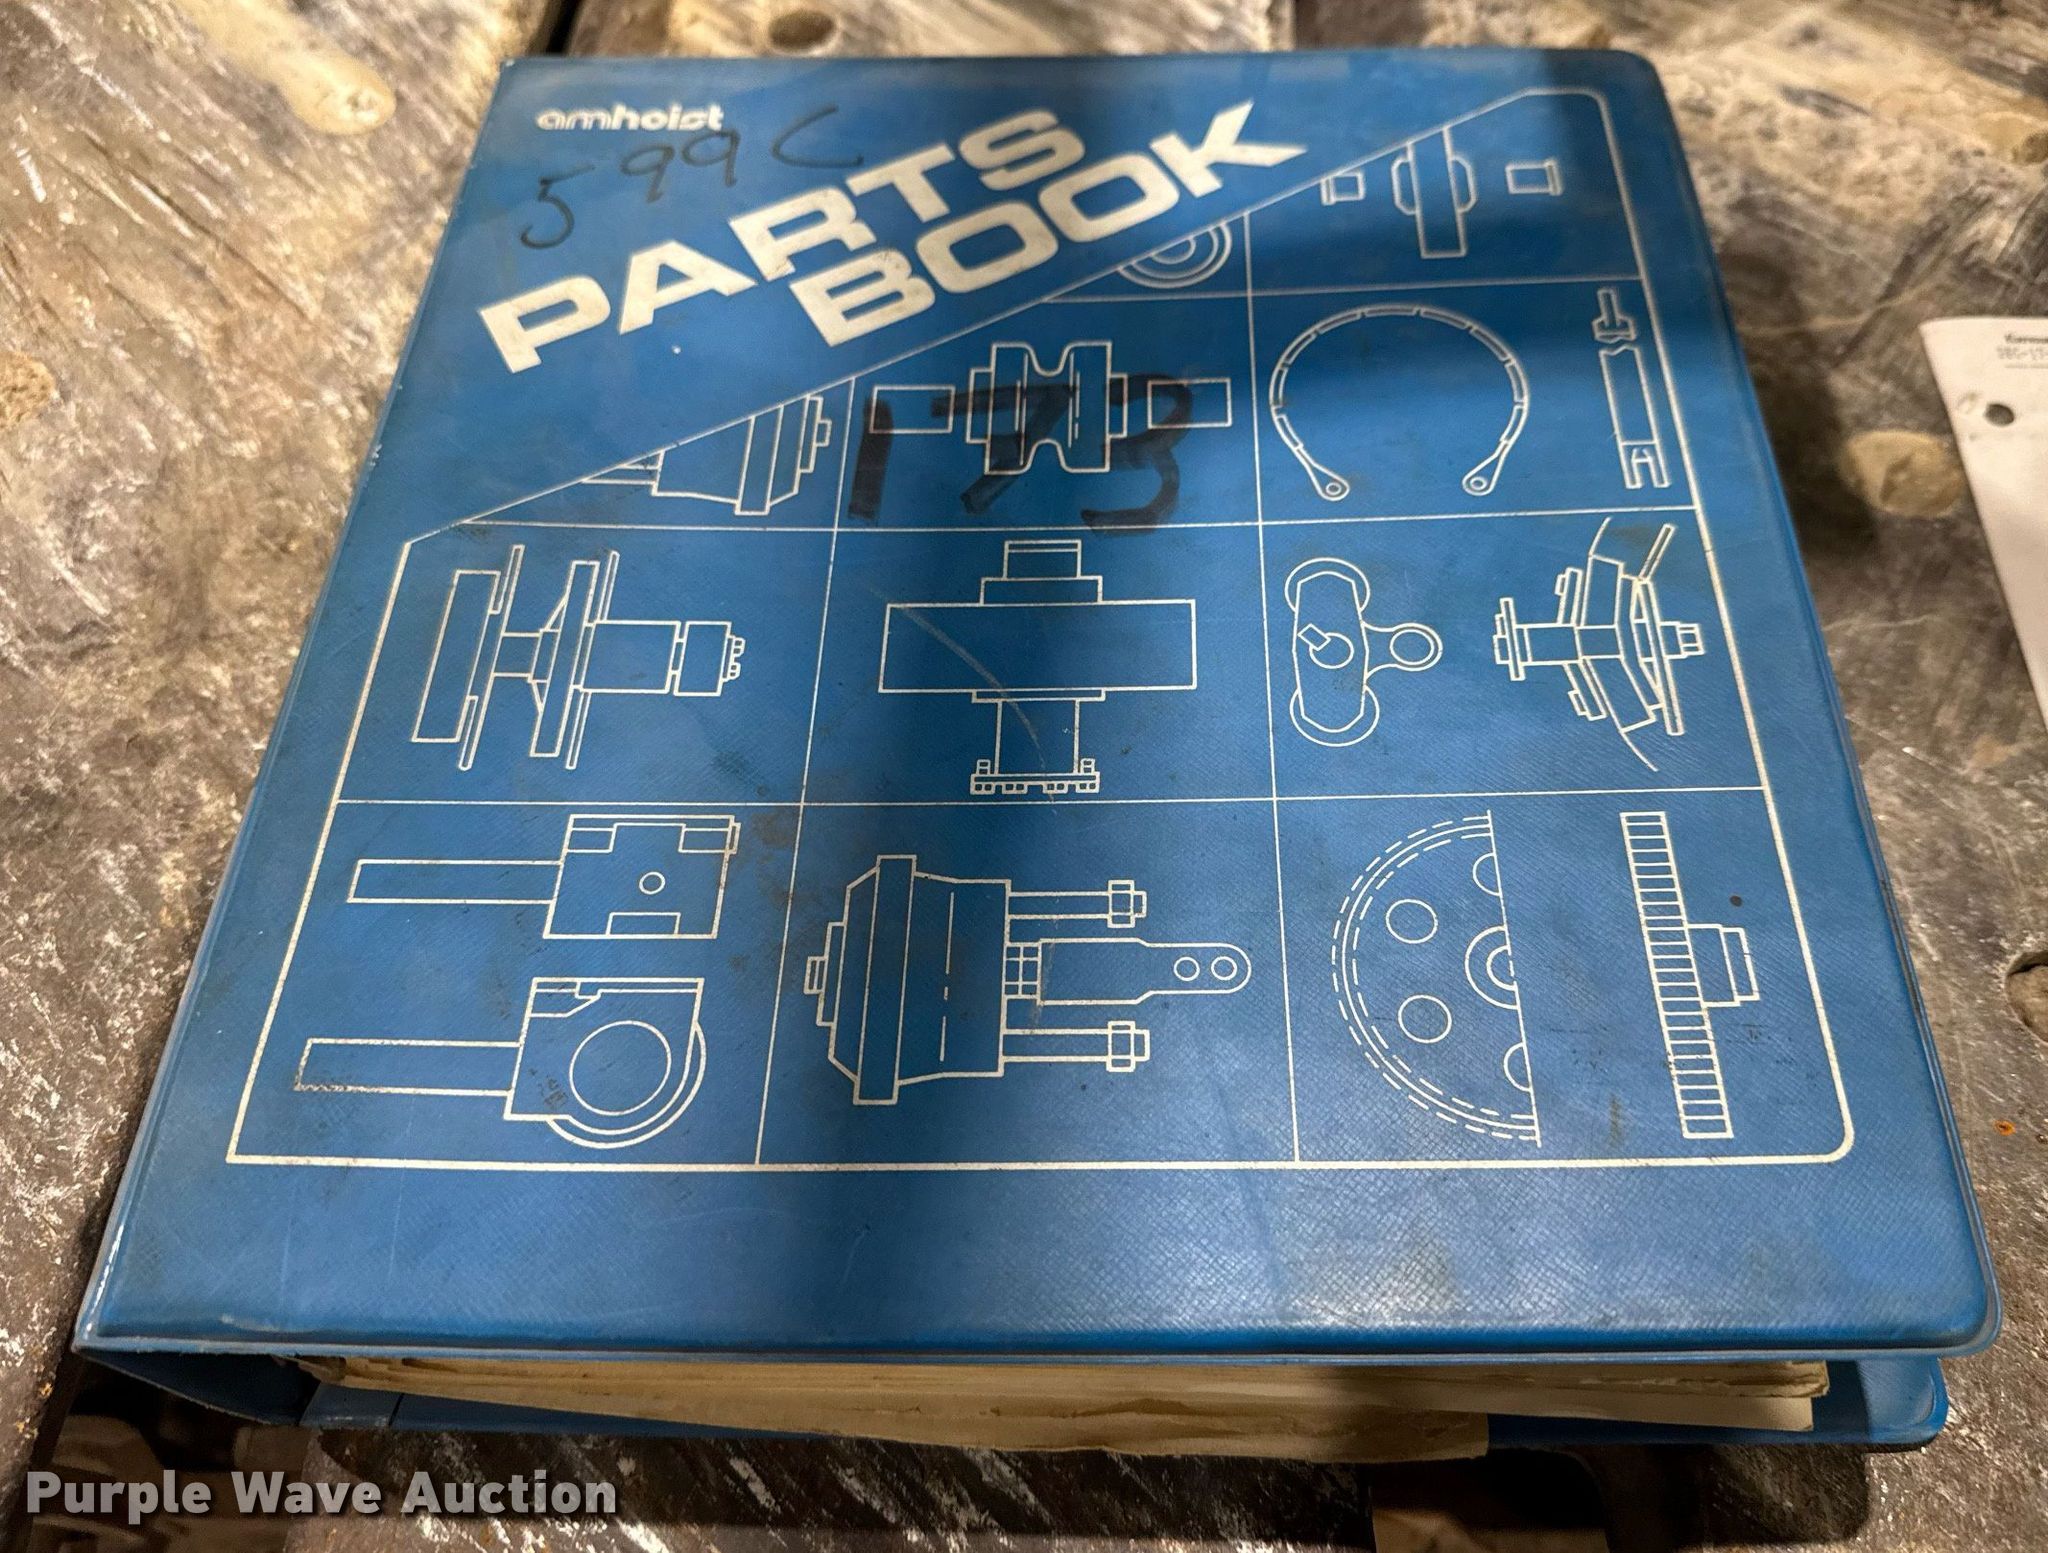 amhoist
599C
PARTS
BOOK
173
Purple Wave Auction